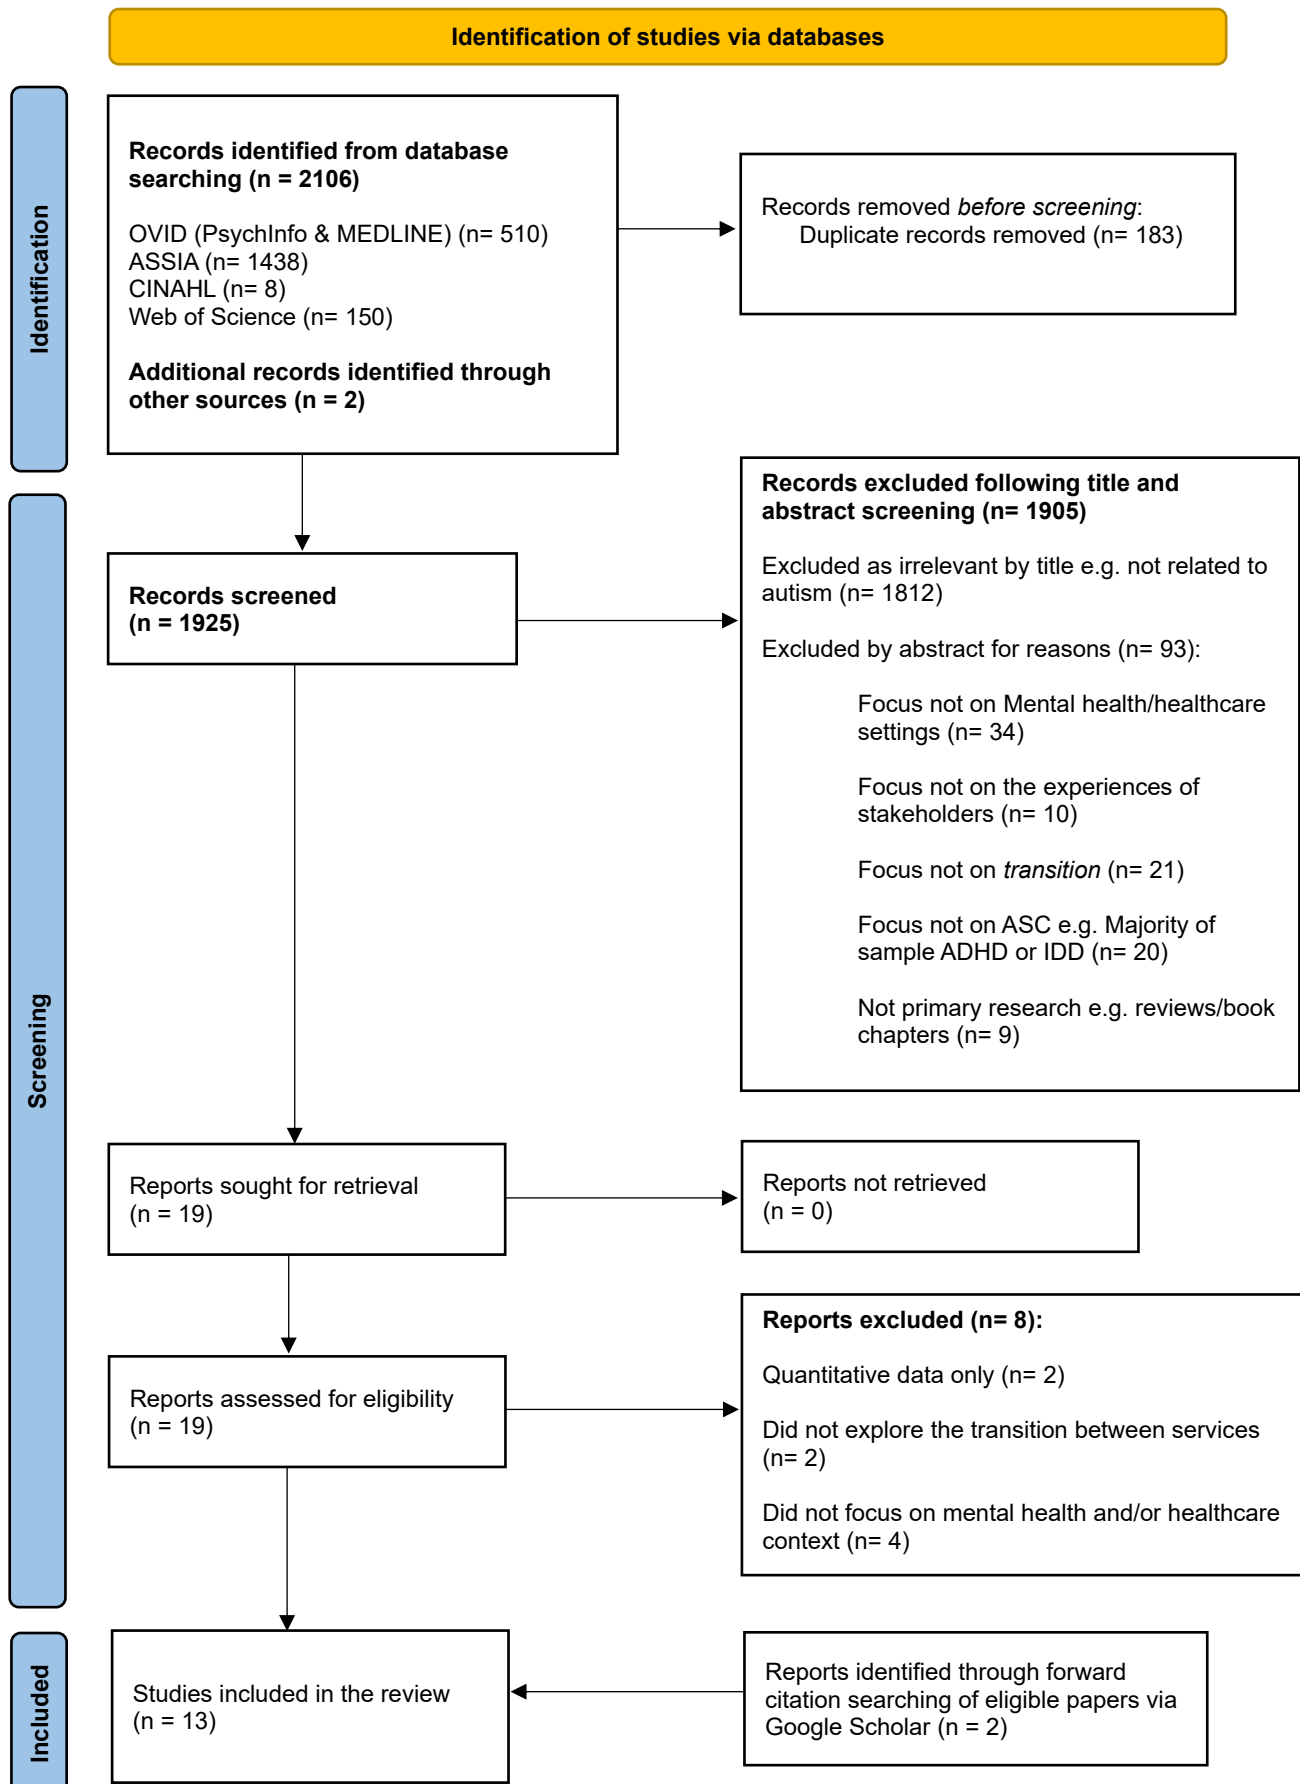 Identification of studies via databases
Identification
Records identified from database
searching (n = 2106)
OVID (PsychInfo & MEDLINE) (n= 510)
ASSIA (n= 1438)
CINAHL (n= 8)
Web of Science (n= 150)
Additional records identified through
other sources (n = 2)
Records removed before screening:
Duplicate records removed (n= 183)
Screening
Records screened
(n = 1925)
Records excluded following title and
abstract screening (n= 1905)
Excluded as irrelevant by title e.g. not related to
autism (n= 1812)
Excluded by abstract for reasons (n= 93):
Focus not on Mental health/healthcare
settings (n= 34)
Focus not on the experiences of
stakeholders (n= 10)
Focus not on transition (n= 21)
Focus not on ASC e.g. Majority of
sample ADHD or IDD (n= 20)
Not primary research e.g. reviews/book
chapters (n= 9)
Reports sought for retrieval
(n = 19)
Reports not retrieved
(n = 0)
Reports assessed for eligibility
(n = 19)
Reports excluded (n= 8):
Quantitative data only (n= 2)
Did not explore the transition between services
(n= 2)
Did not focus on mental health and/or healthcare
context (n= 4)
Included
Studies included in the review
(n = 13)
Reports identified through forward
citation searching of eligible papers via
Google Scholar (n = 2)